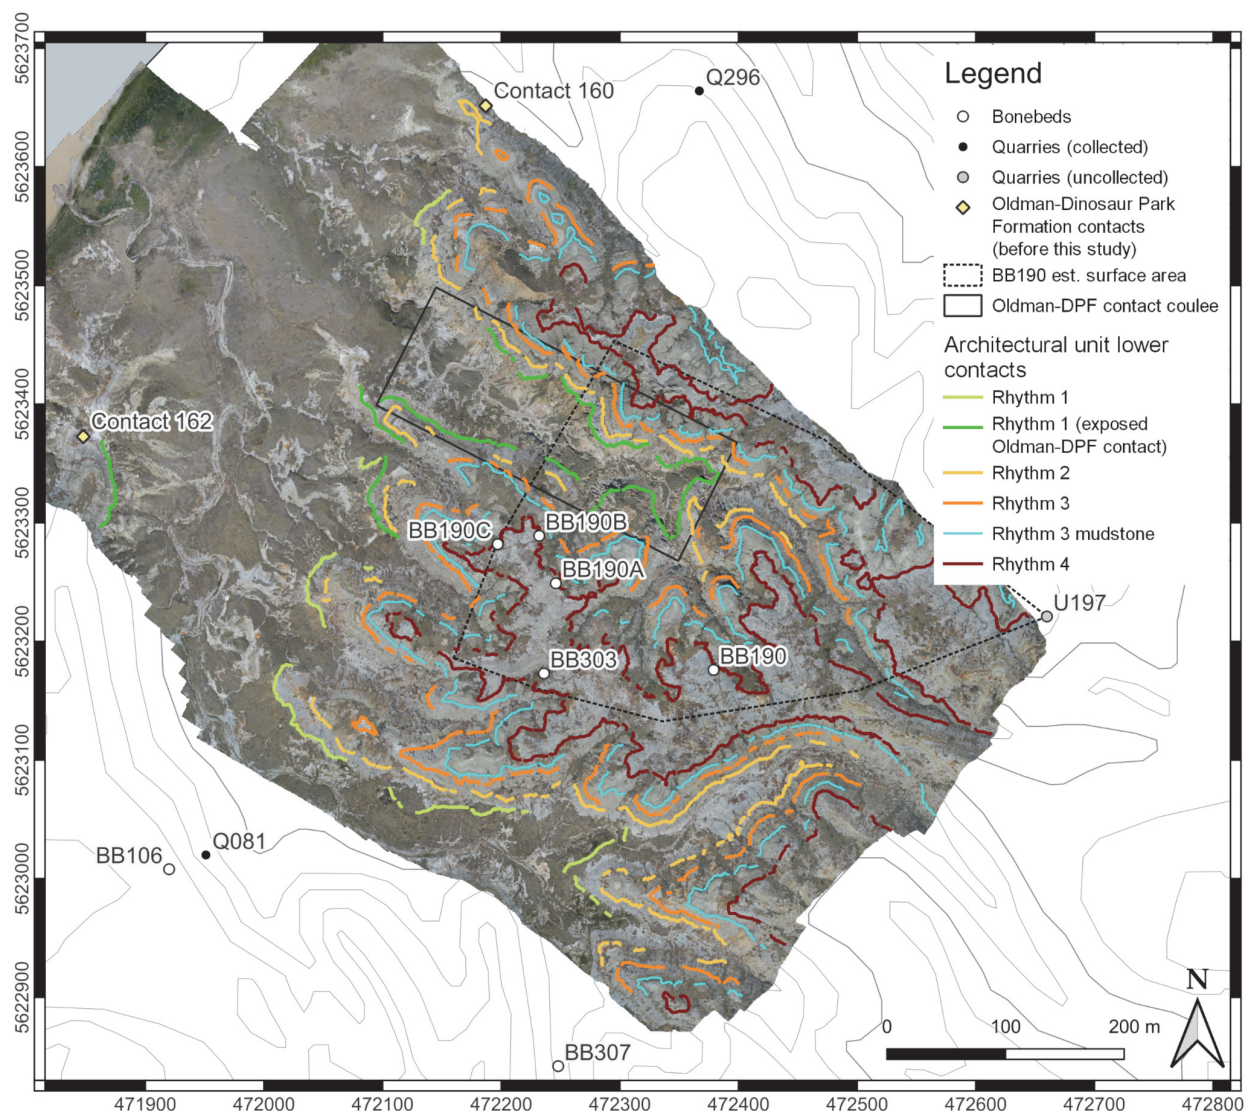 5623700
5623600
5623500
5623400
5623300
5623200
5623100
5623000
5622900
Contact 160
Q296
Contact 162
BB190C
BB190B
BB190A
BB303
BB190
U197
BB106
Q081
BB307
Legend
Bonebeds
Quarries (collected)
Quarries (uncollected)
Oldman-Dinosaur Park
Formation contacts
(before this study)
BB190 est. surface area
Oldman-DPF contact coulee
Architectural unit lower
contacts
Rhythm 1
Rhythm 1 (exposed
Oldman-DPF contact)
Rhythm 2
Rhythm 3
Rhythm 3 mudstone
Rhythm 4
N
0 100 200 m
471900 472000 472100 472200 472300 472400 472500 472600 472700 472800